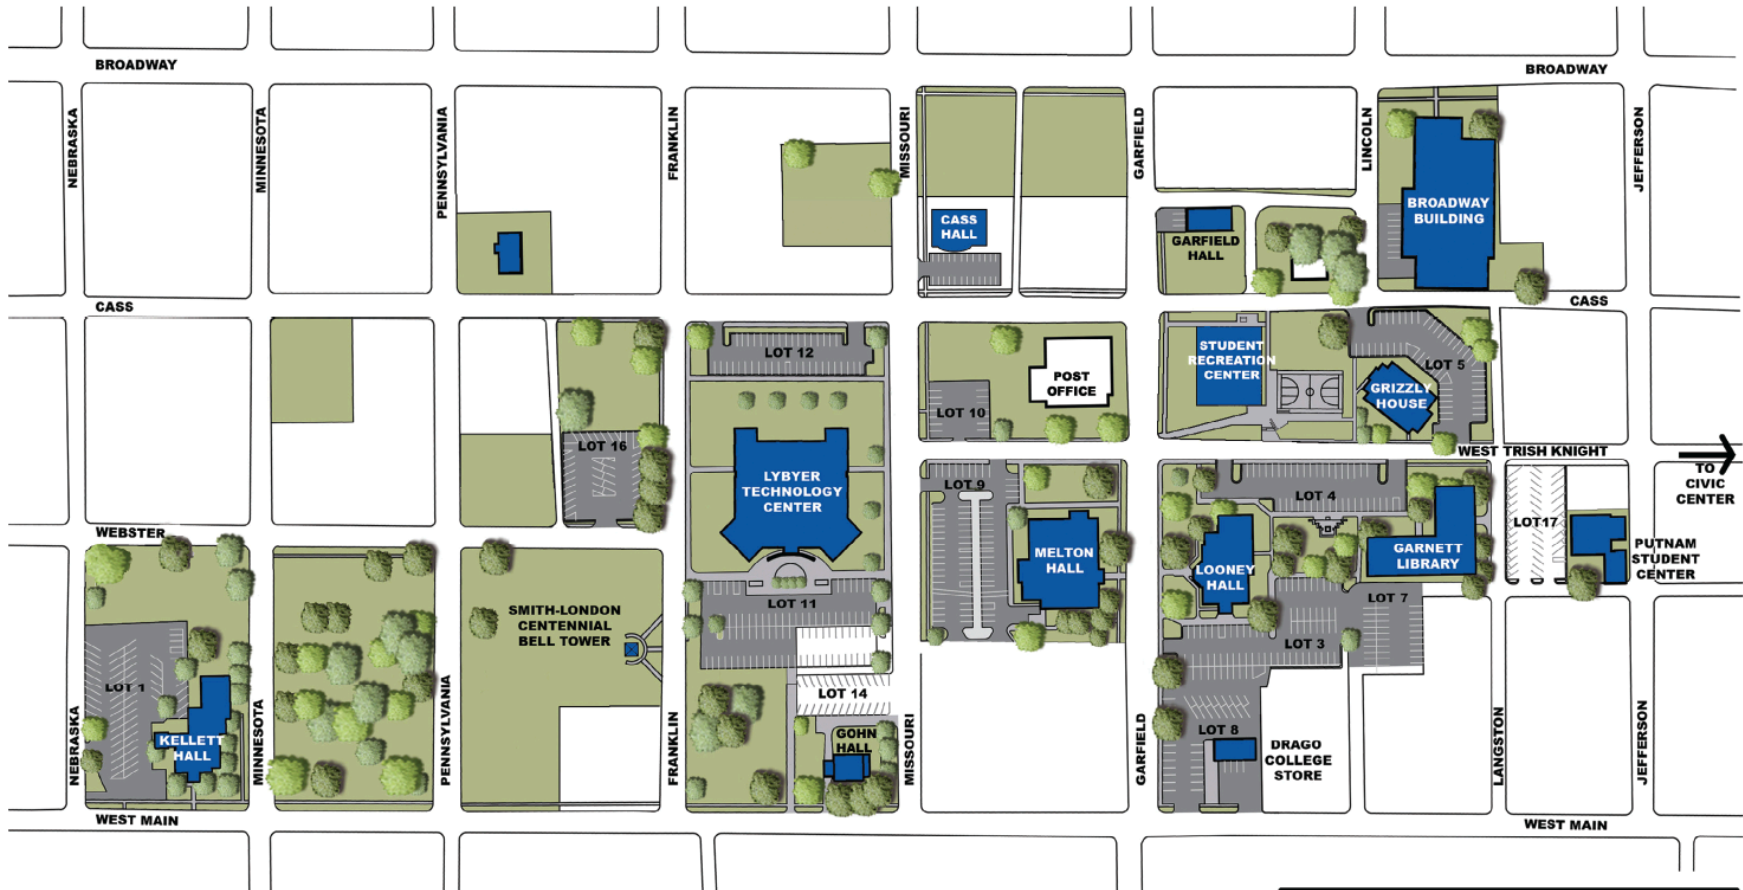 BROADWAY
BROADWAY
NEBRASKA
MINNESOTA
PENNSYLVANIA
FRANKLIN
MISSOURI
GARFIELD
LINCOLN
JEFFERSON
CASS
HALL
GARFIELD
HALL
BROADWAY
BUILDING
CASS
CASS
LOT 12
POST
OFFICE
LOT 10
STUDENT
RECREATION
CENTER
LOT 5
GRIZZLY
HOUSE
LOT 16
WEST TRISH KNIGHT
TO
CIVIC
CENTER
LYBYER
TECHNOLOGY
CENTER
LOT 9
LOT 4
LOT17
WEBSTER
MELTON
HALL
LOONEY
HALL
GARNETT
LIBRARY
PUTNAM
STUDENT
CENTER
SMITH-LONDON
CENTENNIAL
BELL TOWER
LOT 11
LOT 7
LOT 3
LOT 1
LOT 14
KELLETT
HALL
GOHN
HALL
LOT 8
DRAGO
COLLEGE
STORE
NEBRASKA
MINNESOTA
PENNSYLVANIA
FRANKLIN
MISSOURI
GARFIELD
LANGSTON
JEFFERSON
WEST MAIN
WEST MAIN